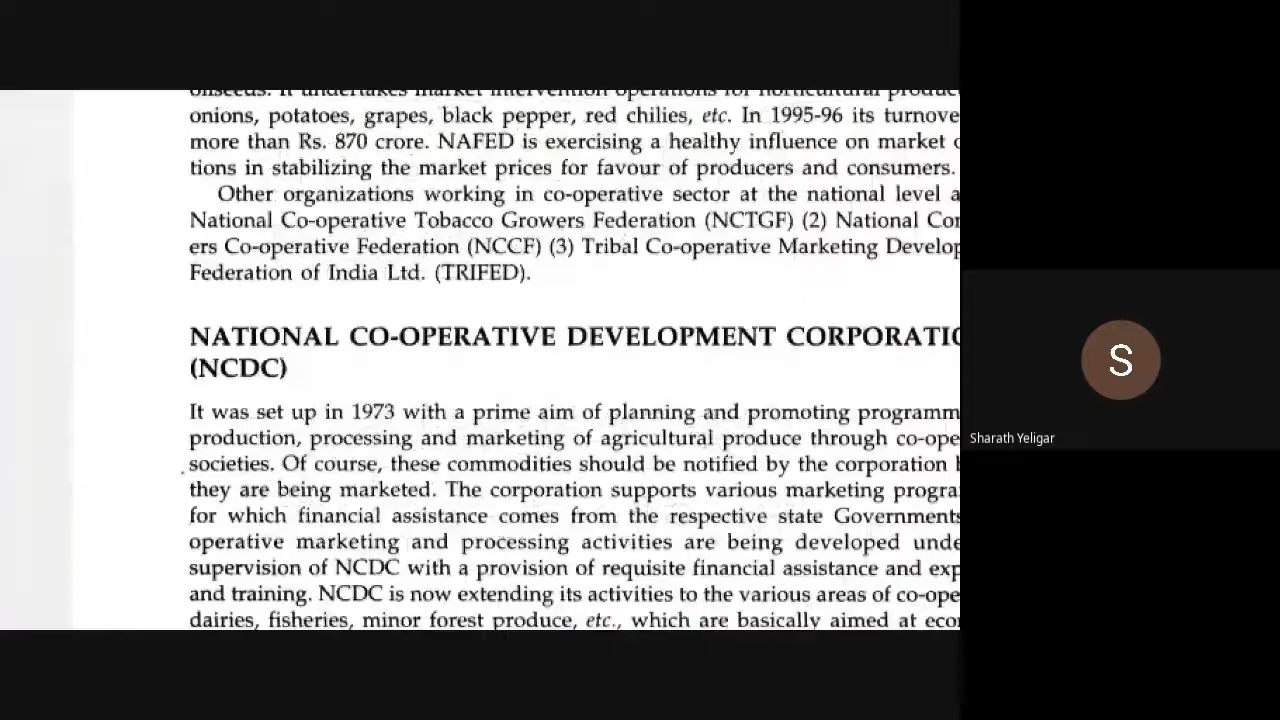 oilseeds. It undertakes market intervention operations for horticultural produc
onions, potatoes, grapes, black pepper, red chilies, etc. In 1995-96 its turnove
more than Rs. 870 crore. NAFED is exercising a healthy influence on market
tions in stabilizing the market prices for favour of producers and consumers.
Other organizations working in co-operative sector at the national level a
National Co-operative Tobacco Growers Federation (NCTGF) (2) National Con
ers Co-operative Federation (NCCF) (3) Tribal Co-operative Marketing Develop
Federation of India Ltd. (TRIFED).
NATIONAL CO-OPERATIVE DEVELOPMENT CORPORATIO
(NCDC)
It was set up in 1973 with a prime aim of planning and promoting programm
production, processing and marketing of agricultural produce through co-ope
societies. Of course, these commodities should be notified by the corporation
they are being marketed. The corporation supports various marketing progra
for which financial assistance comes from the respective state Governments
operative marketing and processing activities are being developed unde
supervision of NCDC with a provision of requisite financial assistance and exp
and training. NCDC is now extending its activities to the various areas of co-ope
dairies, fisheries, minor forest produce, etc., which are basically aimed at eco
S
Sharath Yeligar